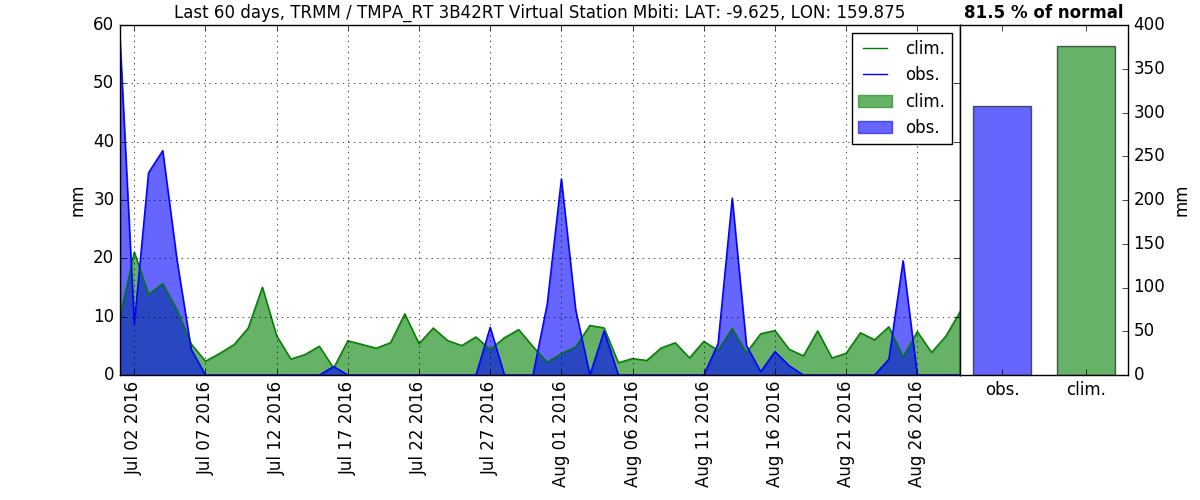 Last 60 days, TRMM / TMPA_RT 3B42RT Virtual Station Mbiti: LAT: -9.625, LON: 159.875
81.5 % of normal
60
50
40
30
20
10
0
mm
clim.
obs.
clim.
obs.
400
350
300
250
200
150
100
50
0
mm
Jul 02 2016
Jul 07 2016
Jul 12 2016
Jul 17 2016
Jul 22 2016
Jul 27 2016
Aug 01 2016
Aug 06 2016
Aug 11 2016
Aug 16 2016
Aug 21 2016
Aug 26 2016
obs.
clim.